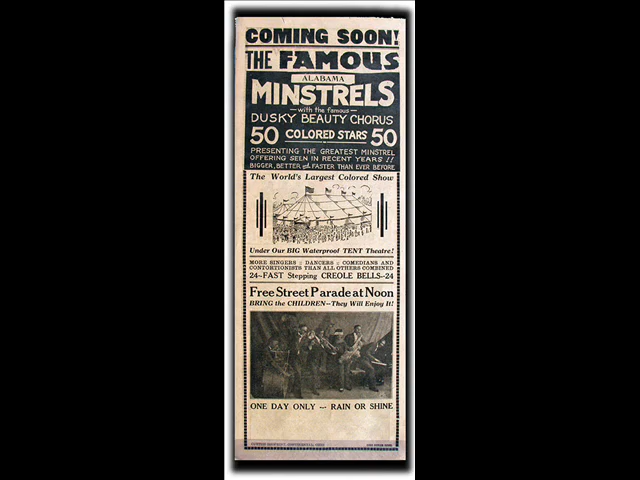 COMING SOON!
THE FAMOUS
ALABAMA
MINSTRELS
—with the famous—
DUSKY BEAUTY CHORUS
50 COLORED STARS 50
PRESENTING THE GREATEST MINSTREL
OFFERING SEEN IN RECENT YEARS !!
BIGGER, BETTER and FASTER THAN EVER BEFORE
The World's Largest Colored Show
Under Our BIG Waterproof TENT Theatre!
MORE SINGERS :: DANCERS :: COMEDIANS AND
CONTORTIONISTS THAN ALL OTHERS COMBINED
24—FAST Stepping CREOLE BELLS—24
Free Street Parade at Noon
BRING the CHILDREN—They Will Enjoy It!
ONE DAY ONLY --- RAIN OR SHINE